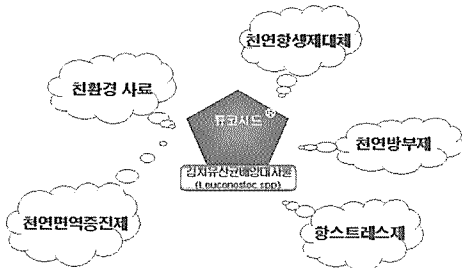 천연항생제대체
친환경 사료
류코시드®
천연방부제
김치유산균배양대사물
(Leuconostoc spp)
천연면역증진제
항스트레스제